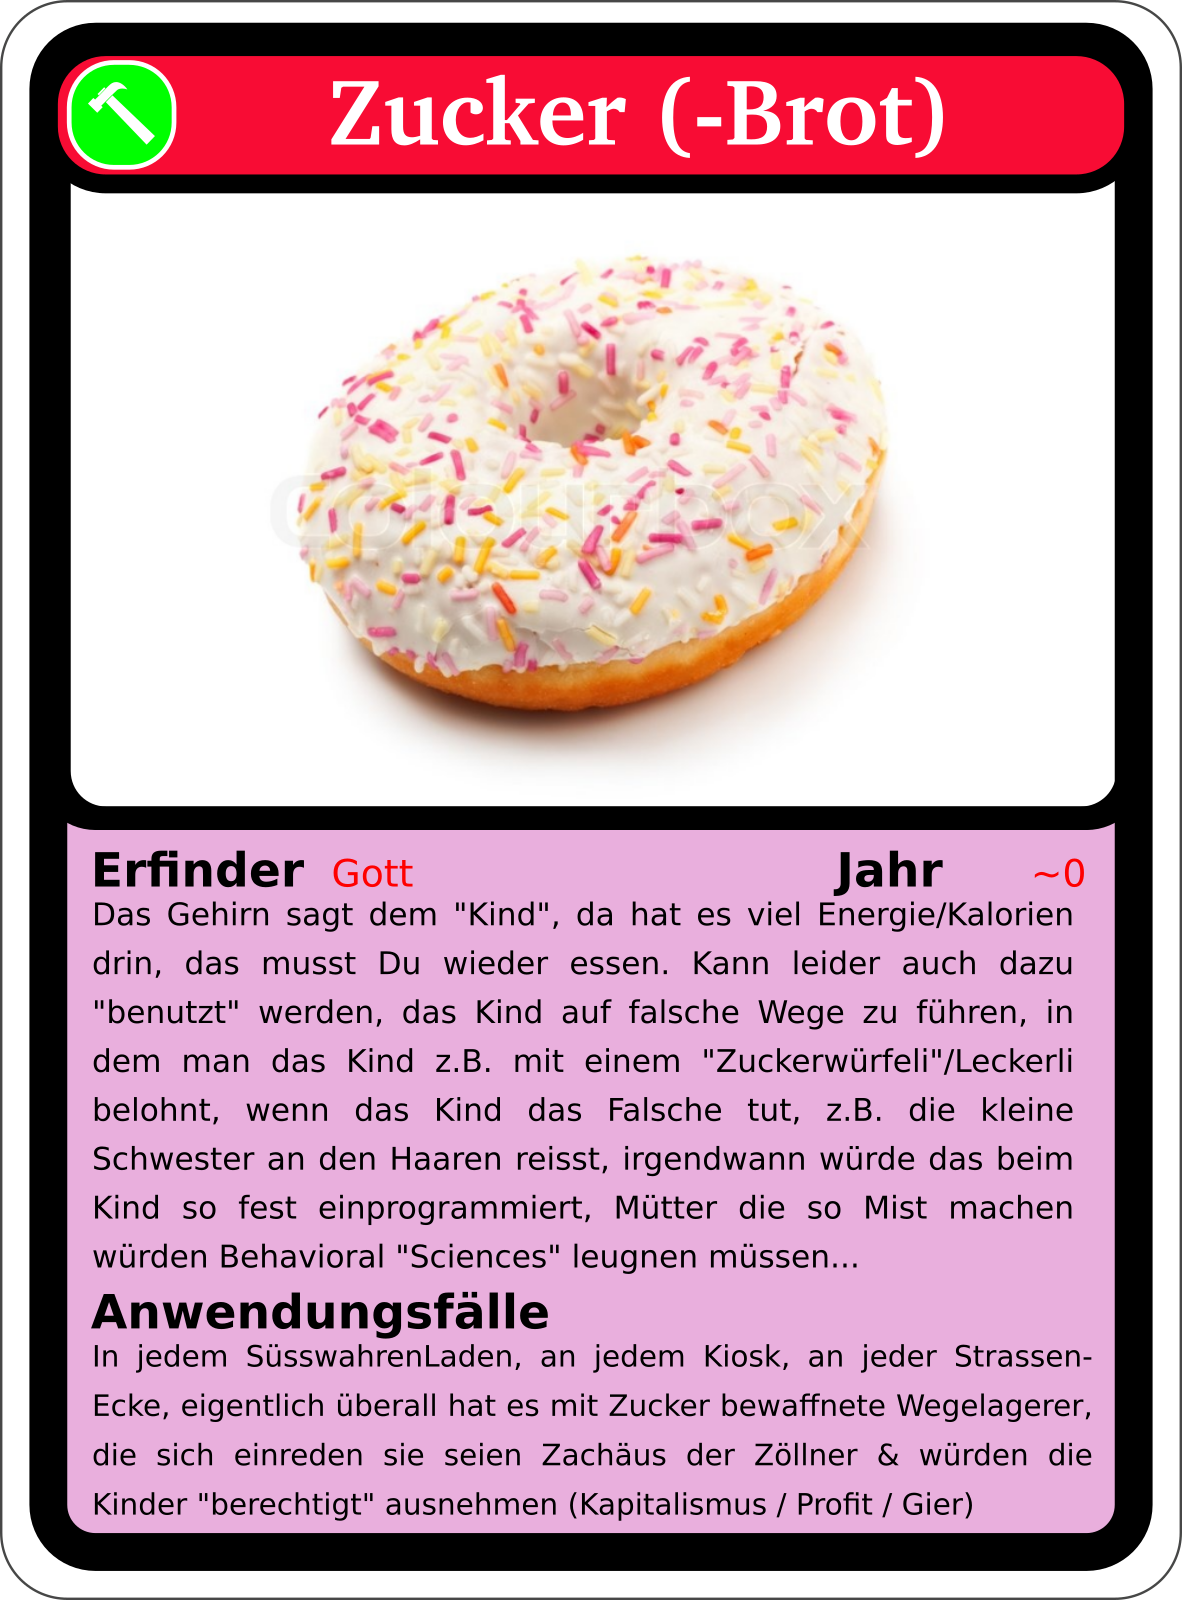 Zucker (-Brot)
colourbox
Erfinder Gott Jahr ~0
Das Gehirn sagt dem "Kind", da hat es viel Energie/Kalorien
drin, das musst Du wieder essen. Kann leider auch dazu
"benutzt" werden, das Kind auf falsche Wege zu führen, in
dem man das Kind z.B. mit einem "Zuckerwürfeli"/Leckerli
belohnt, wenn das Kind das Falsche tut, z.B. die kleine
Schwester an den Haaren reisst, irgendwann würde das beim
Kind so fest einprogrammiert, Mütter die so Mist machen
würden Behavioral "Sciences" leugnen müssen...
Anwendungsfälle
In jedem SüsswahrenLaden, an jedem Kiosk, an jeder Strassen-
Ecke, eigentlich überall hat es mit Zucker bewaffnete Wegelagerer,
die sich einreden sie seien Zachäus der Zöllner & würden die
Kinder "berechtigt" ausnehmen (Kapitalismus / Profit / Gier)